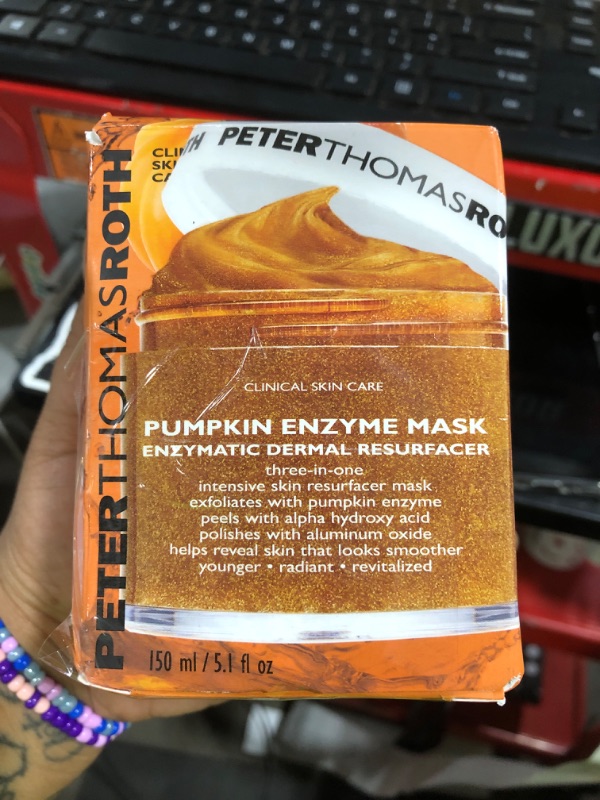 PETERTHOMASROTH
PETERTHOMASRO
TH
CLINICAL SKIN CARE
PUMPKIN ENZYME MASK
ENZYMATIC DERMAL RESURFACER
three-in-one
intensive skin resurfacer mask
exfoliates with pumpkin enzyme
peels with alpha hydroxy acid
polishes with aluminum oxide
helps reveal skin that looks smoother
younger • radiant • revitalized
150 ml / 5.1 fl oz